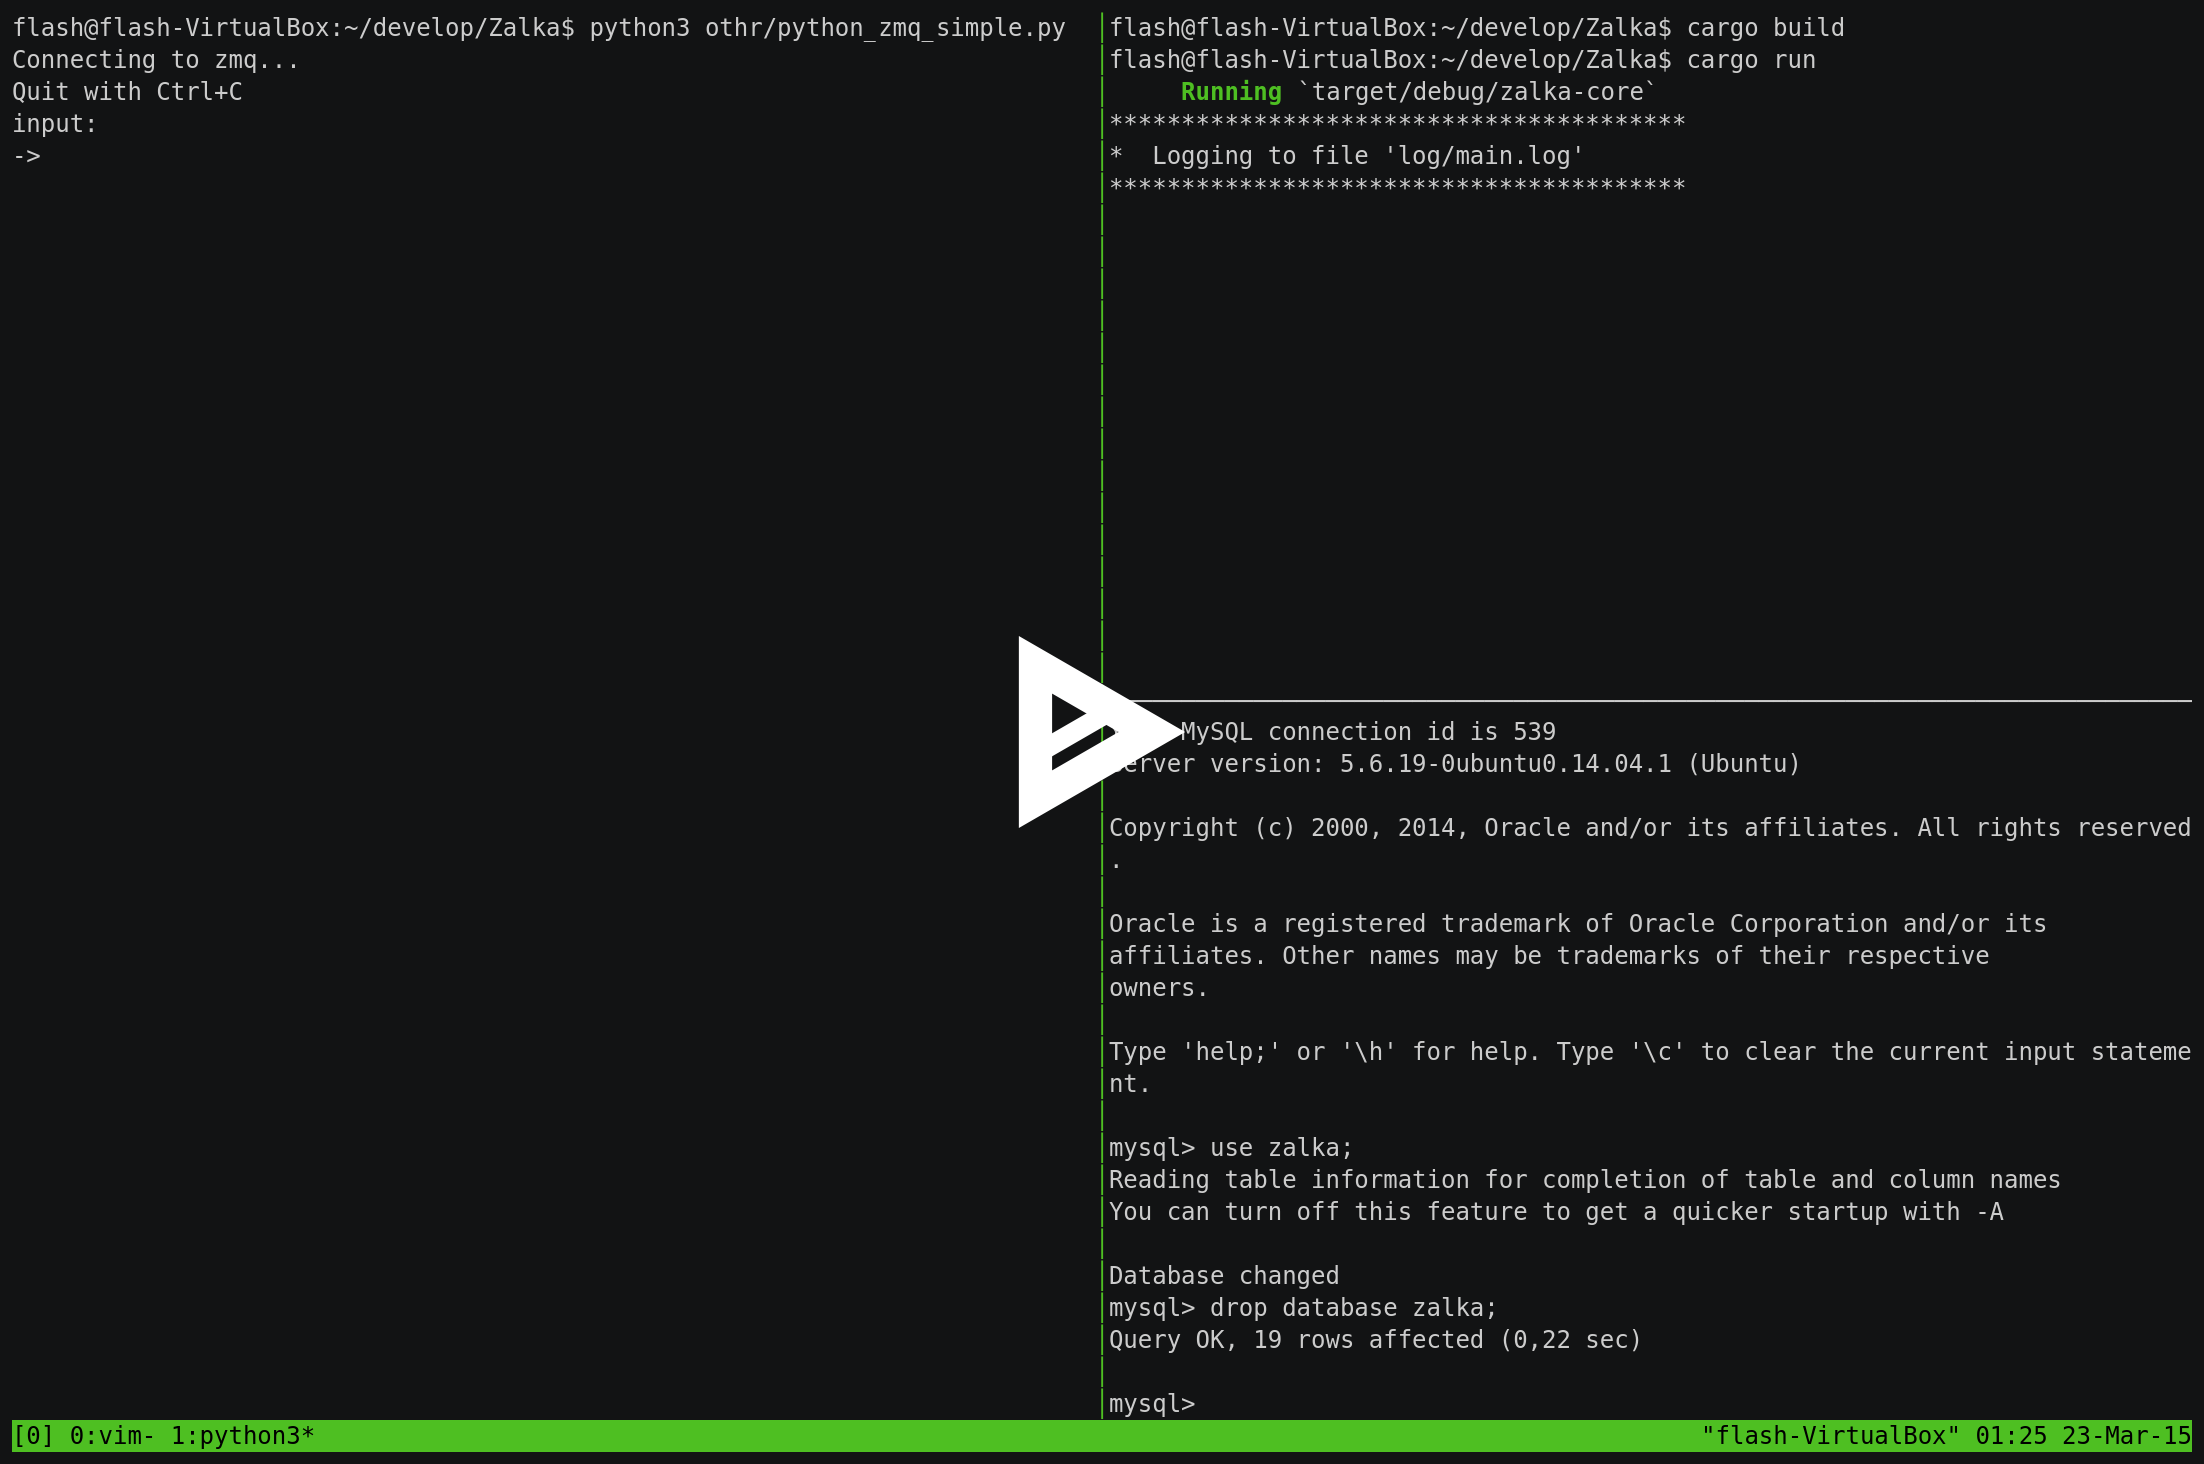 flash@flash-VirtualBox:~/develop/Zalka$ python3 othr/python_zmq_simple.py
Connecting to zmq...
Quit with Ctrl+C
input:
->
flash@flash-VirtualBox:~/develop/Zalka$ cargo build
flash@flash-VirtualBox:~/develop/Zalka$ cargo run
     Running `target/debug/zalka-core`
****************************************
*  Logging to file 'log/main.log'
****************************************
MySQL connection id is 539
Server version: 5.6.19-0ubuntu0.14.04.1 (Ubuntu)
Copyright (c) 2000, 2014, Oracle and/or its affiliates. All rights reserved
.
Oracle is a registered trademark of Oracle Corporation and/or its
affiliates. Other names may be trademarks of their respective
owners.
Type 'help;' or '\h' for help. Type '\c' to clear the current input stateme
nt.
mysql> use zalka;
Reading table information for completion of table and column names
You can turn off this feature to get a quicker startup with -A
Database changed
mysql> drop database zalka;
Query OK, 19 rows affected (0,22 sec)
mysql>
[0] 0:vim- 1:python3* "flash-VirtualBox" 01:25 23-Mar-15